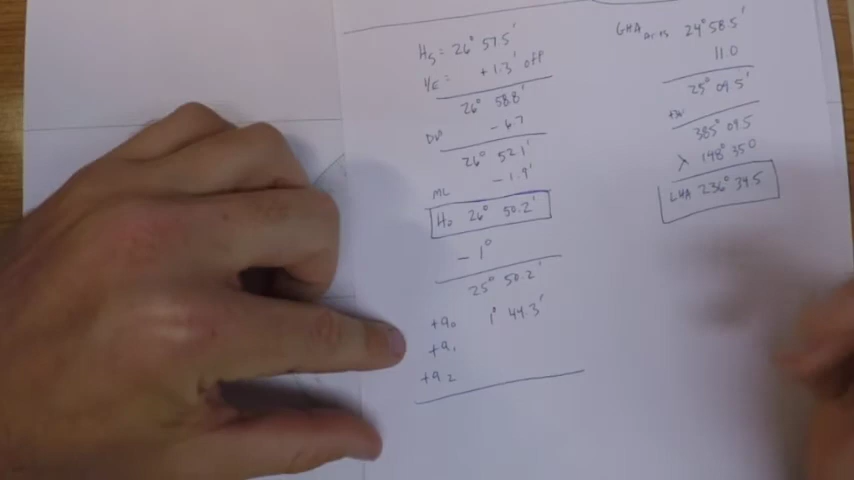 Hs = 26° 57.5'
I/E = +1.3' off
26° 58.8'
DIP -6.7
26° 52.1'
MC -1.9'
Ho 26° 50.2'
-1°
25° 50.2'
+a0 1° 44.3'
+a1
+a2
GHA Aries 24° 58.5'
11.0
25° 09.5'
385° 09.5
λ 148° 35.0
LHA 236° 34.5